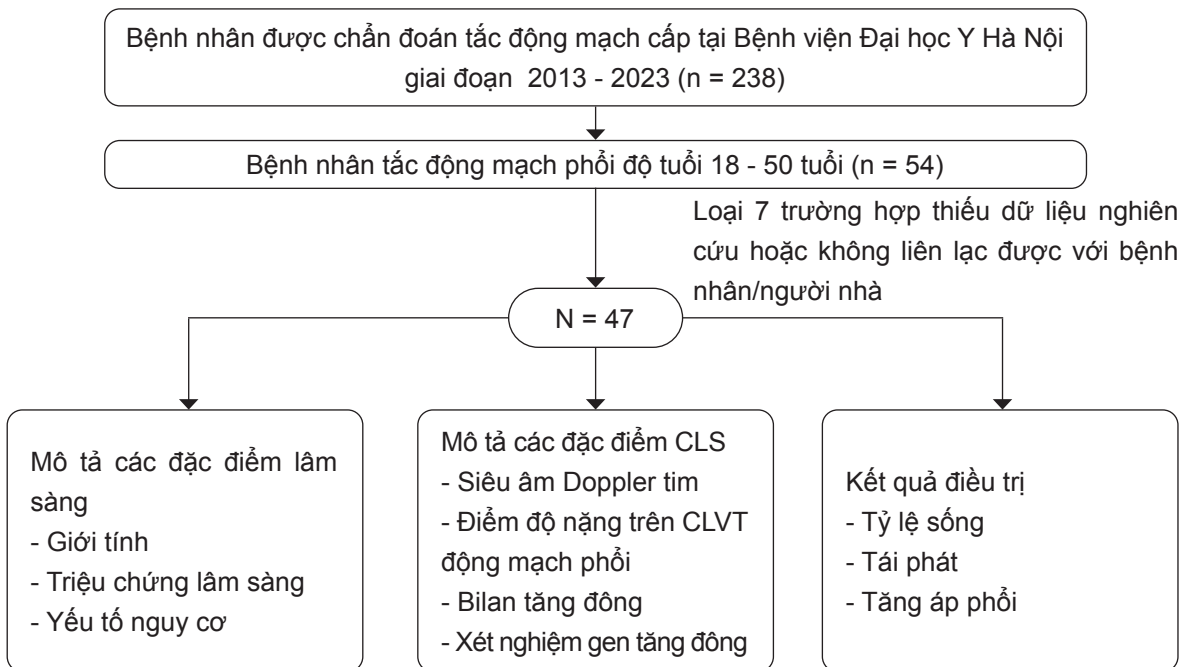 Bệnh nhân được chẩn đoán tắc động mạch cấp tại Bệnh viện Đại học Y Hà Nội
giai đoạn 2013 - 2023 (n = 238)
Bệnh nhân tắc động mạch phổi độ tuổi 18 - 50 tuổi (n = 54)
Loại 7 trường hợp thiếu dữ liệu nghiên
cứu hoặc không liên lạc được với bệnh
nhân/người nhà
N = 47
Mô tả các đặc điểm lâm
sàng
- Giới tính
- Triệu chứng lâm sàng
- Yếu tố nguy cơ
Mô tả các đặc điểm CLS
- Siêu âm Doppler tim
- Điểm độ nặng trên CLVT
động mạch phổi
- Bilan tăng đông
- Xét nghiệm gen tăng đông
Kết quả điều trị
- Tỷ lệ sống
- Tái phát
- Tăng áp phổi